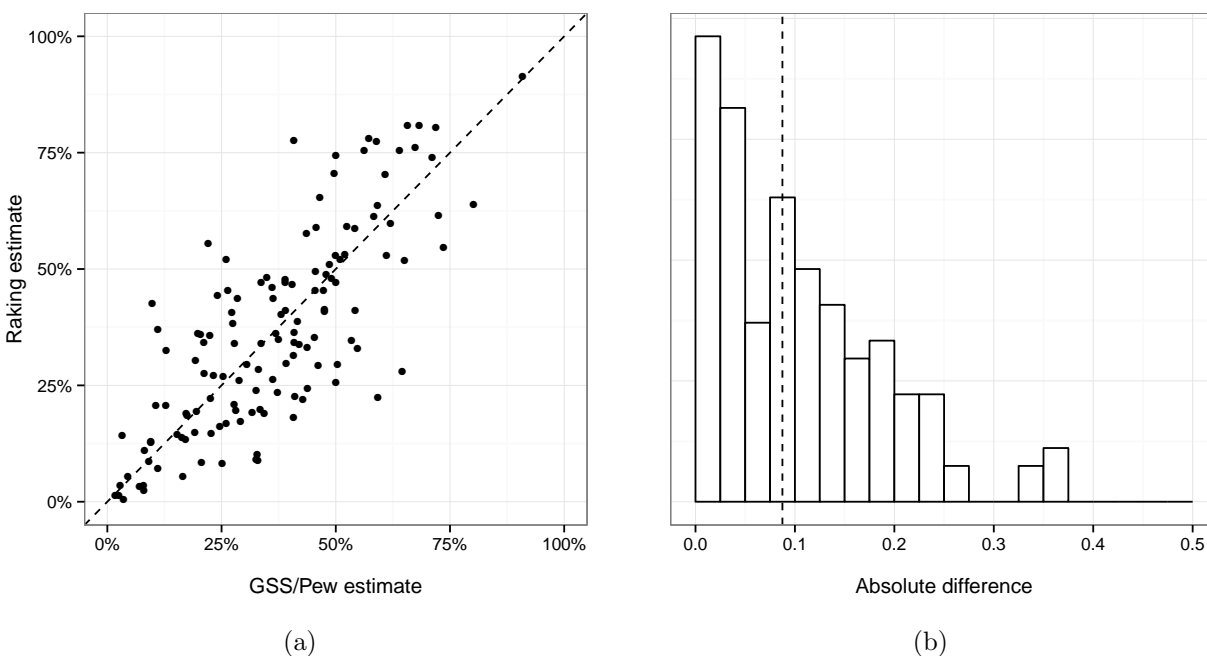 100%
75%
50%
25%
0%
Raking estimate
0% 25% 50% 75% 100%
GSS/Pew estimate
(a)
0.0 0.1 0.2 0.3 0.4 0.5
Absolute difference
(b)